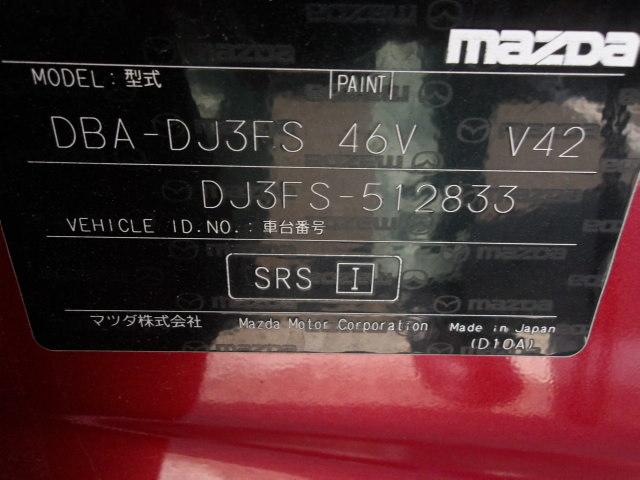 mazda
MODEL:型式 PAINT
DBA-DJ3FS 46V V42
DJ3FS-512833
VEHICLE ID.NO.:車台番号
SRS I
マツダ株式会社 Mazda Motor Corporation Made in Japan
(D10A)